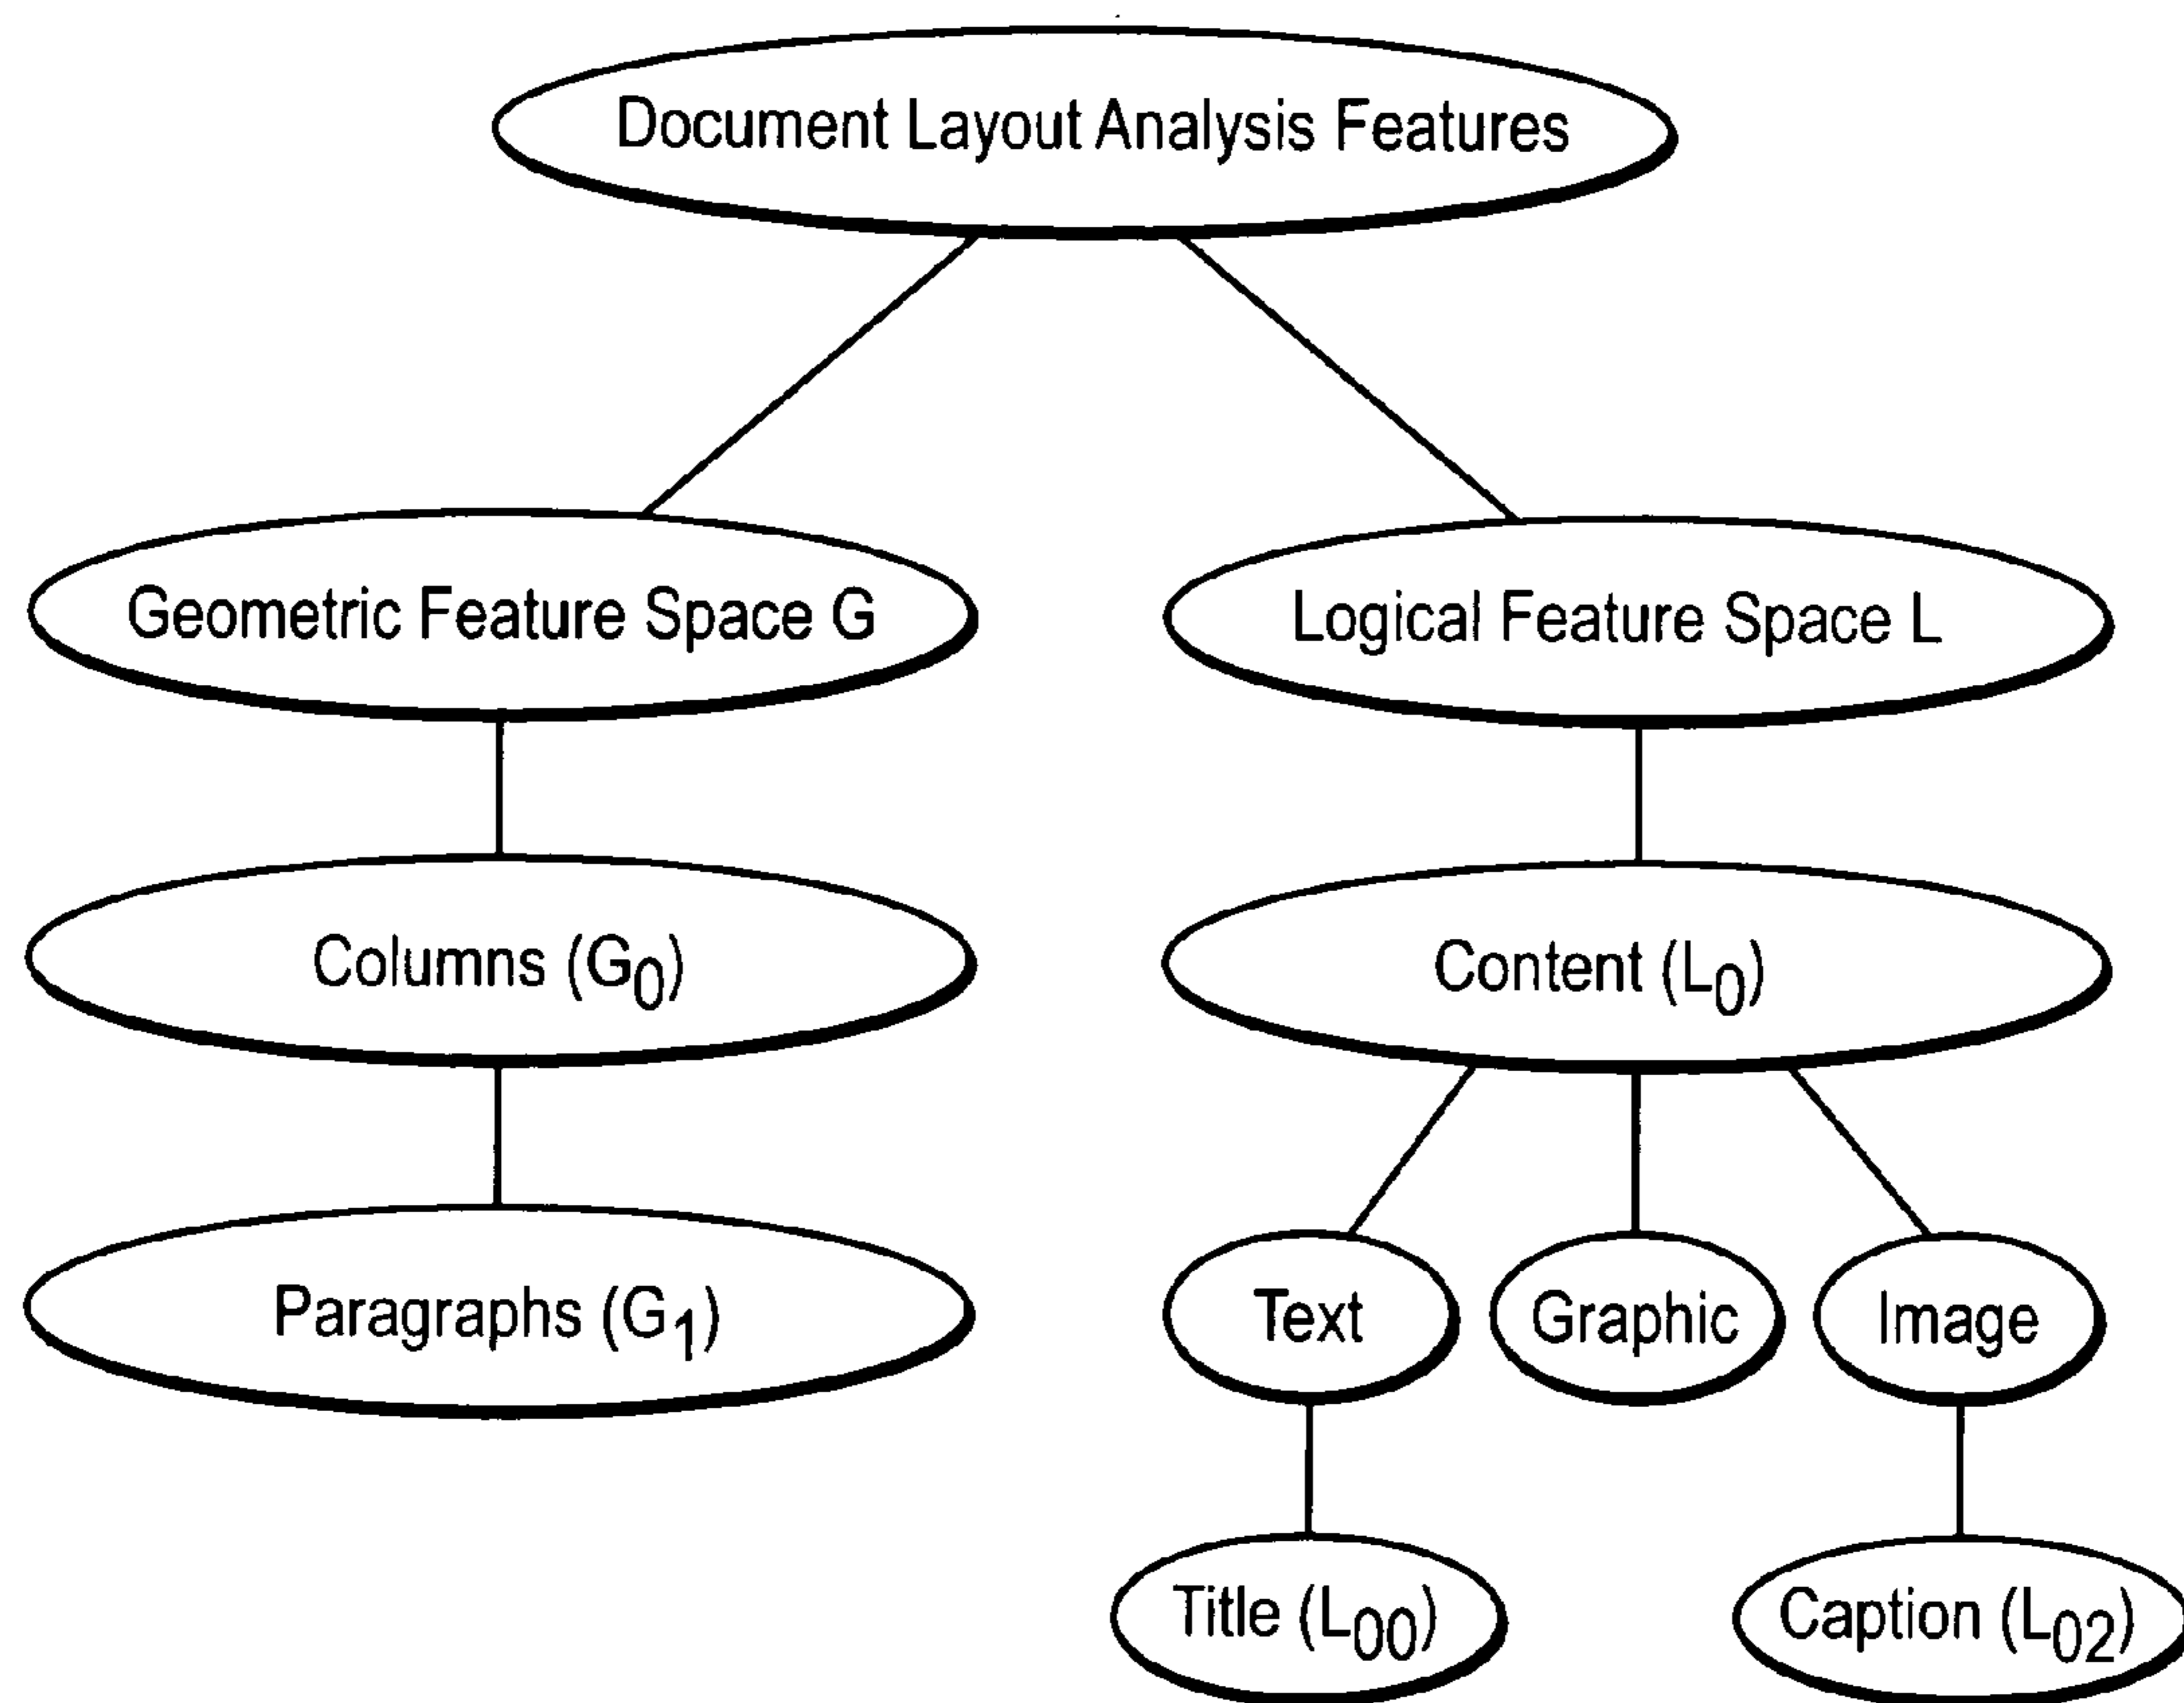 Document Layout Analysis Features
Geometric Feature Space G
Logical Feature Space L
Columns (G₀)
Content (L₀)
Paragraphs (G₁)
Text
Graphic
Image
Title (L₀₀)
Caption (L₀₂)